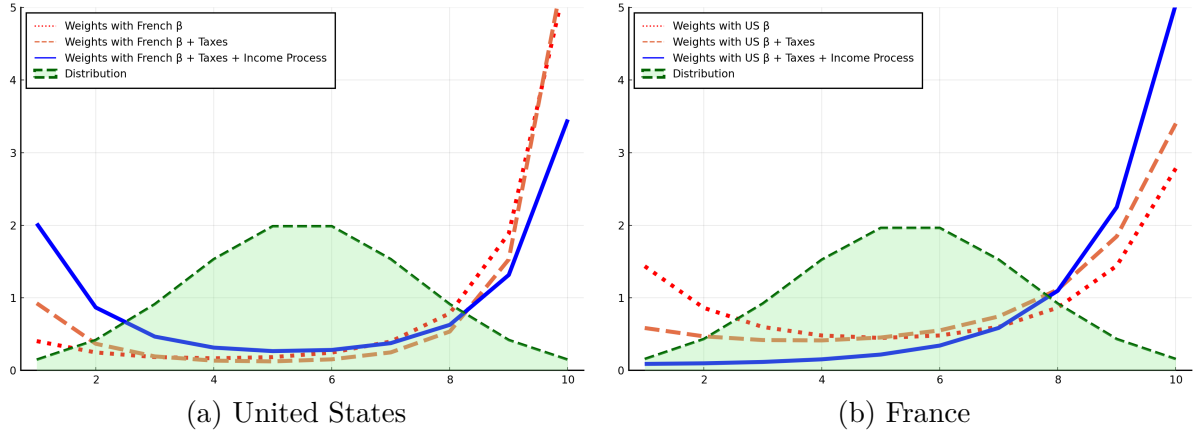 5
4
3
2
1
0
Weights with French β
Weights with French β + Taxes
Weights with French β + Taxes + Income Process
Distribution
2
4
6
8
10
(a) United States
5
4
3
2
1
0
Weights with US β
Weights with US β + Taxes
Weights with US β + Taxes + Income Process
Distribution
2
4
6
8
10
(b) France